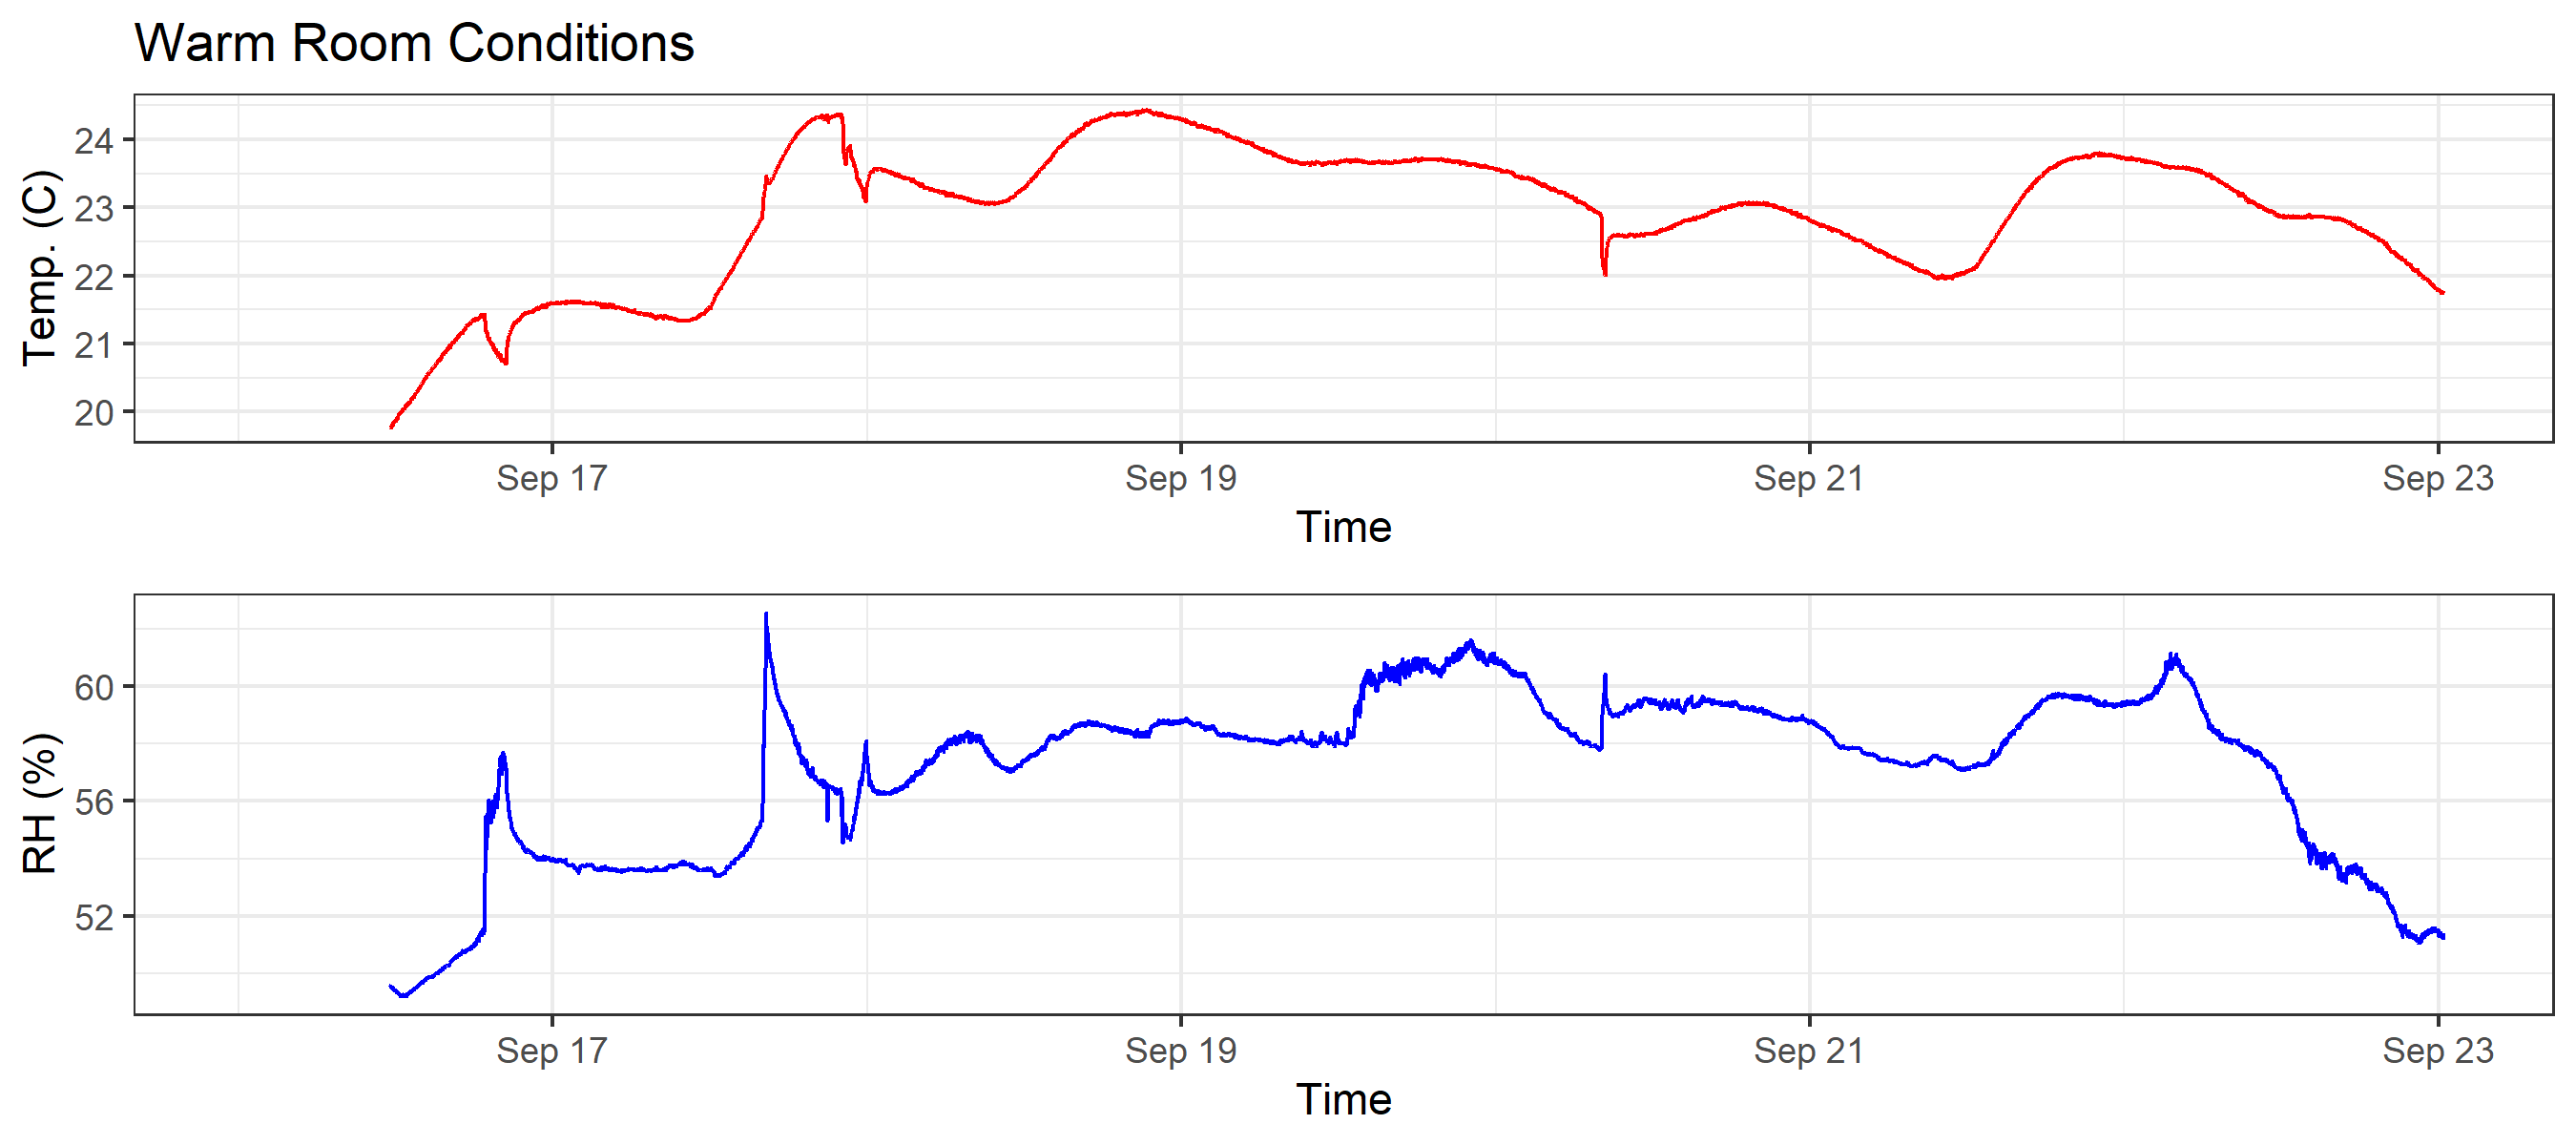 Warm Room Conditions
Temp. (C)
24
23
22
21
20
Sep 17 Sep 19 Sep 21 Sep 23
Time
RH (%)
60
56
52
Sep 17 Sep 19 Sep 21 Sep 23
Time